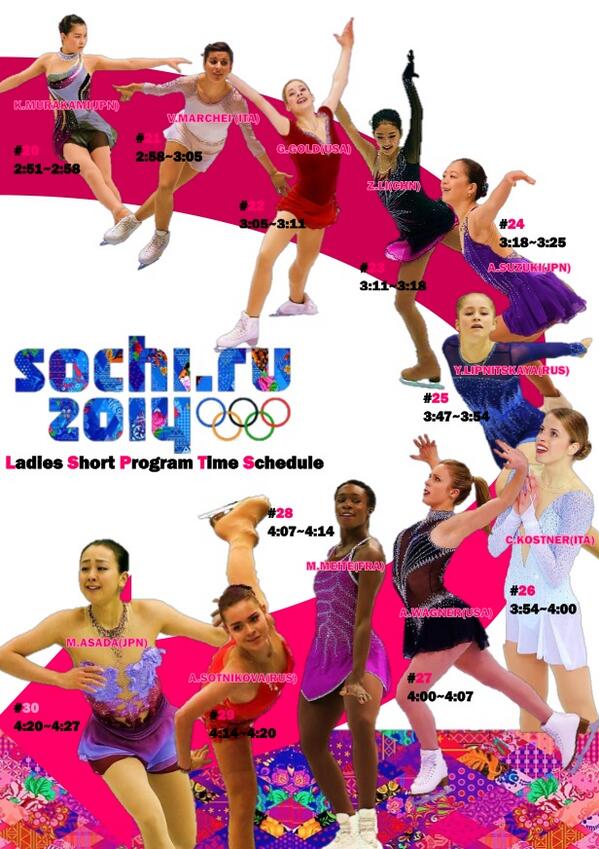 K.MURAKAMI(JPN)
#20
2:51~2:58
V.MARCHEI(ITA)
#21
2:58~3:05
G.GOLD(USA)
#22
3:05~3:11
Z.LI(CHN)
#23
3:11~3:18
#24
3:18~3:25
A.SUZUKI(JPN)
Y.LIPNITSKAYA(RUS)
#25
3:47~3:54
sochi.ru
2014
Ladies Short Program Time Schedule
C.KOSTNER(ITA)
#26
3:54~4:00
A.WAGNER(USA)
#27
4:00~4:07
#28
4:07~4:14
M.MEITE(FRA)
A.SOTNIKOVA(RUS)
#29
4:14~4:20
M.ASADA(JPN)
#30
4:20~4:27